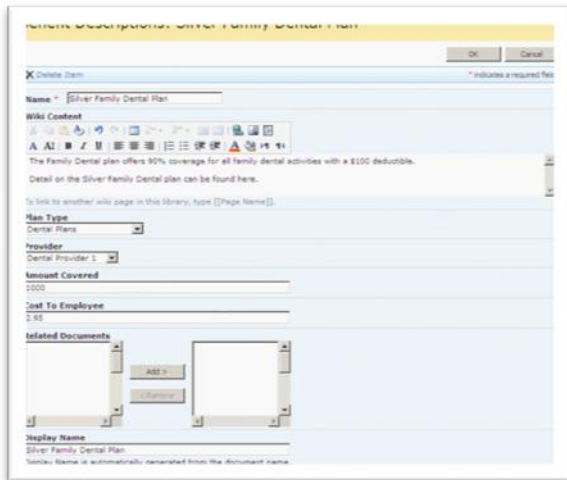 Benefit Descriptions: Silver Family Dental Plan
OK Cancel
Delete Item * indicates a required field
Name * Silver Family Dental Plan
Wiki Content
A A B I U
The Family Dental plan offers 90% coverage for all family dental activities with a $100 deductible.
Detail on the Silver Family Dental plan can be found here.
To link to another wiki page in this library, type [[Page Name]].
Plan Type
Dental Plans
Provider
Dental Provider 1
Amount Covered
1000
Cost To Employee
2.95
Related Documents
Add >
< Remove
Display Name
Silver Family Dental Plan
Display Name is automatically generated from the document name